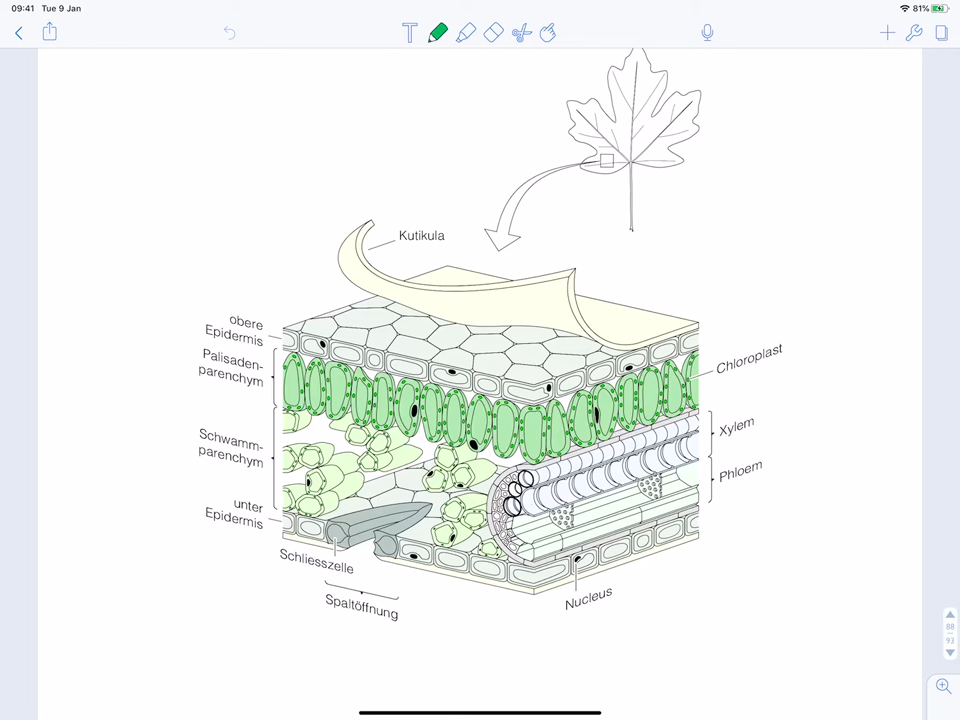 09:41 Tue 9 Jan
81%
T
Kutikula
obere
Epidermis
Palisaden-
parenchym
Chloroplast
Schwamm-
parenchym
Xylem
Phloem
unter
Epidermis
Schliesszelle
Spaltöffnung
Nucleus
88
93